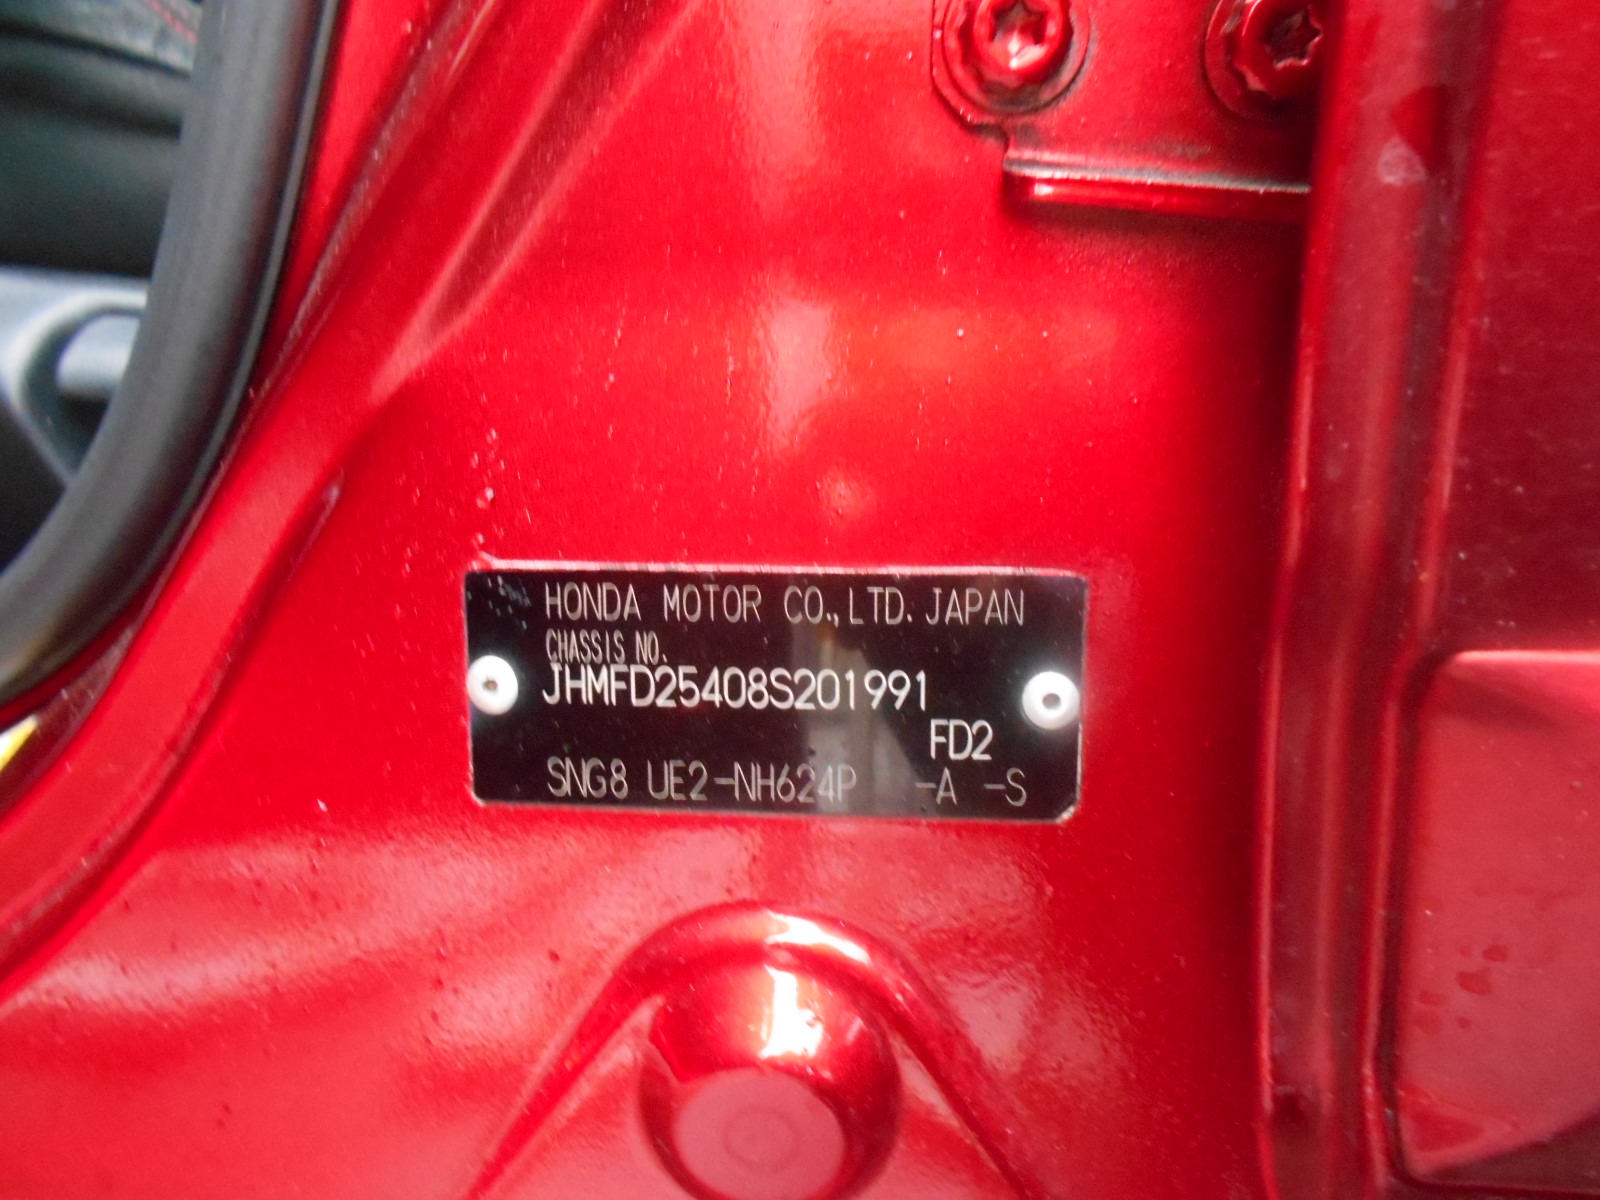 HONDA MOTOR CO.,LTD. JAPAN
CHASSIS NO.
JHMFD25408S201991
FD2
SNG8 UE2-NH624P -A -S